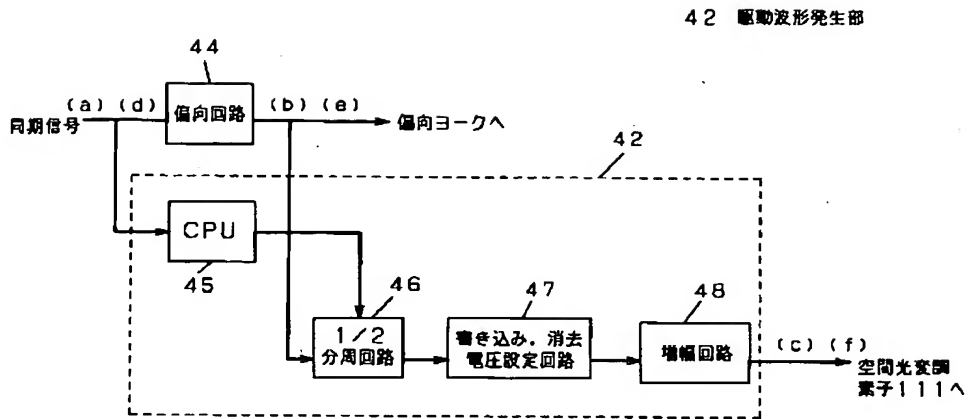 42 駆動波形発生部
44
(a) (d)
偏向回路
(b) (e)
同期信号
偏向ヨークへ
42
CPU
45
46
47
48
1/2
分周回路
書き込み.消去
電圧設定回路
増幅回路
(c) (f)
空間光変調
素子111へ